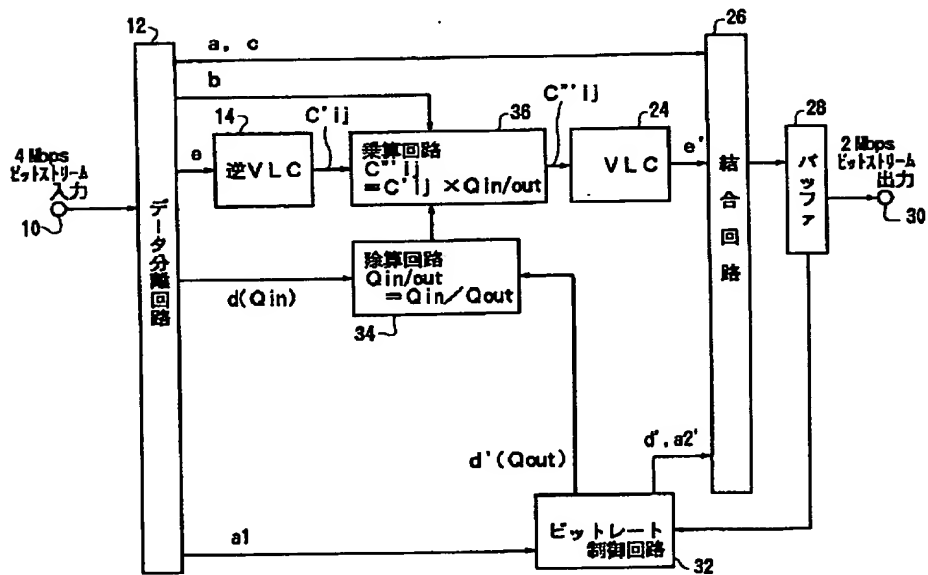 12
26
a, c
b
36
C'''ij
28
14
C'ij
24
4 Mbps
ビットストリーム
入力
10
e
逆VLC
乗算回路
C'''ij
=C'ij ×Qin/out
VLC
e'
結合回路
バッファ
2 Mbps
ビットストリーム
出力
30
データ分離回路
d(Qin)
除算回路
Qin/out
=Qin/Qout
34
d'(Qout)
d', a2'
a1
ビットレート
制御回路
32